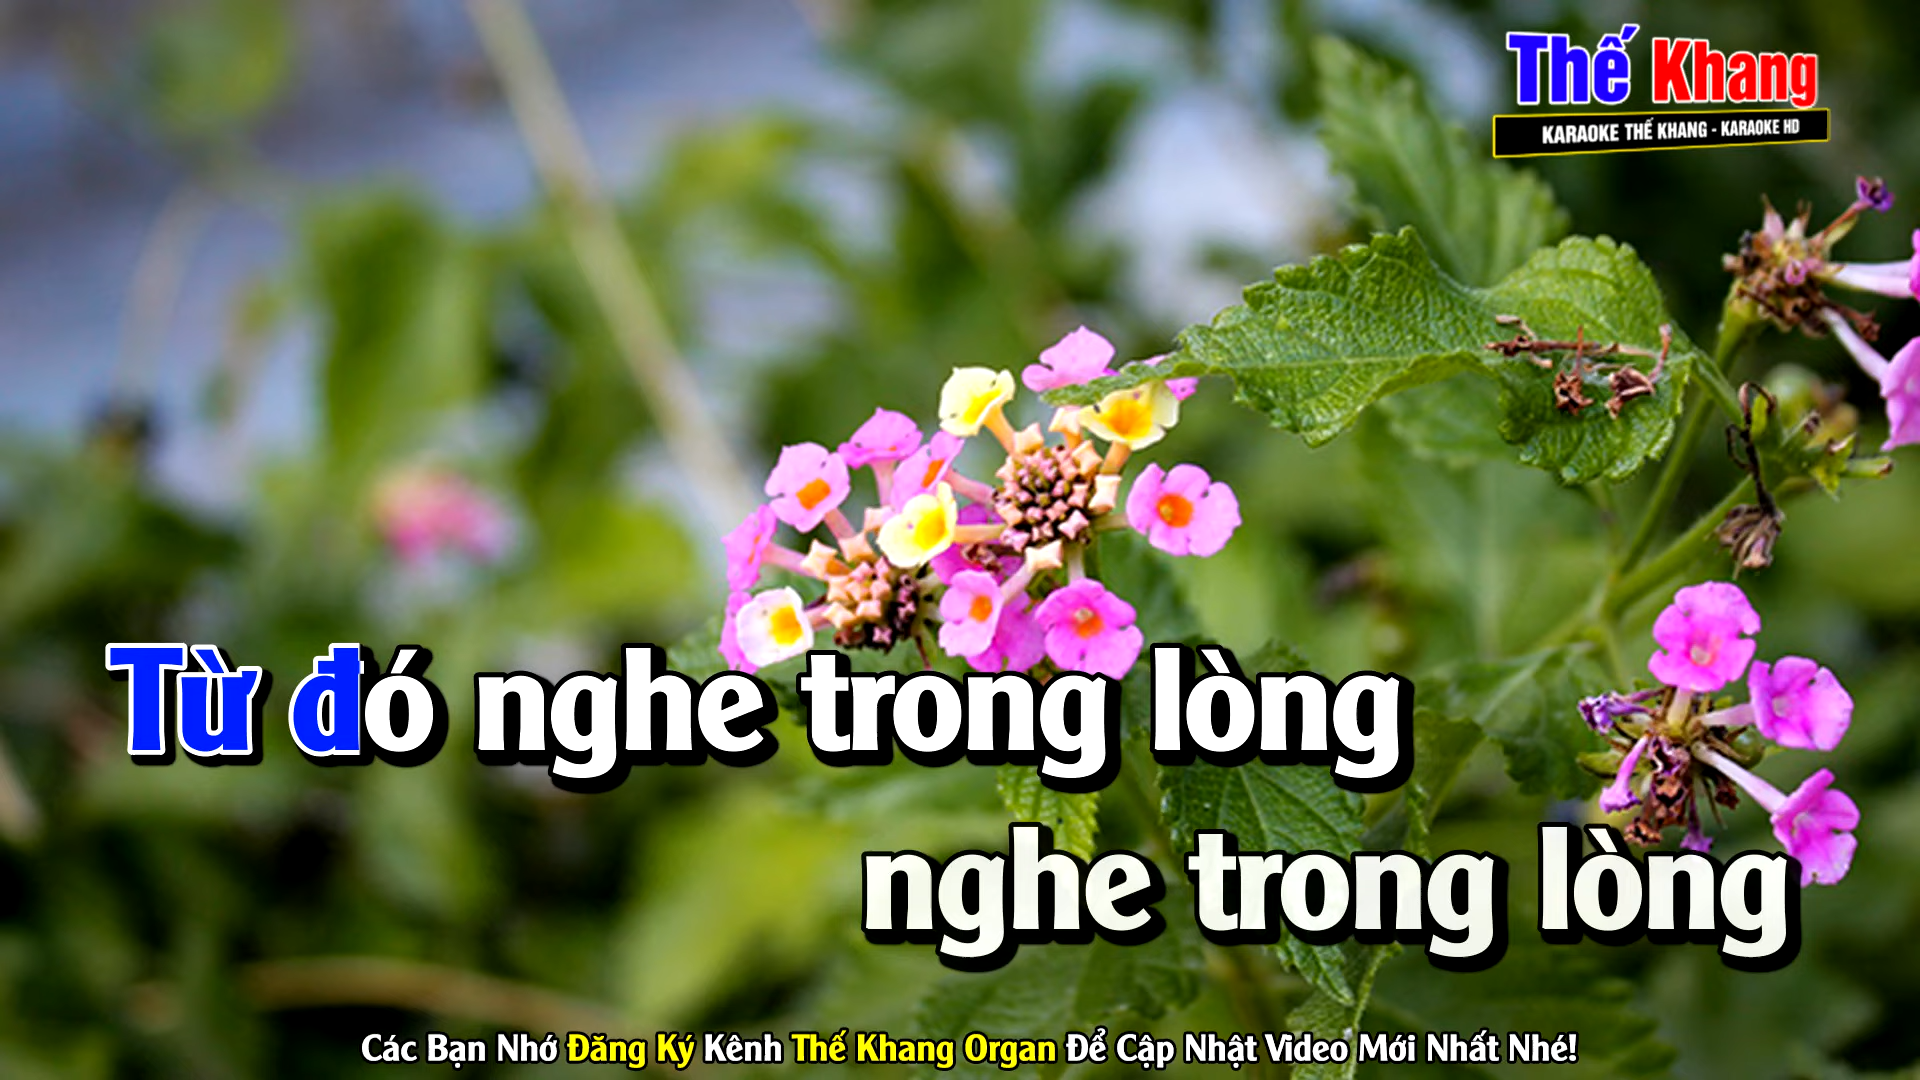 Thế Khang
KARAOKE THẾ KHANG - KARAOKE HD
Từ đó nghe trong lòng
nghe trong lòng
Các Bạn Nhớ Đăng Ký Kênh Thế Khang Organ Để Cập Nhật Video Mới Nhất Nhé!